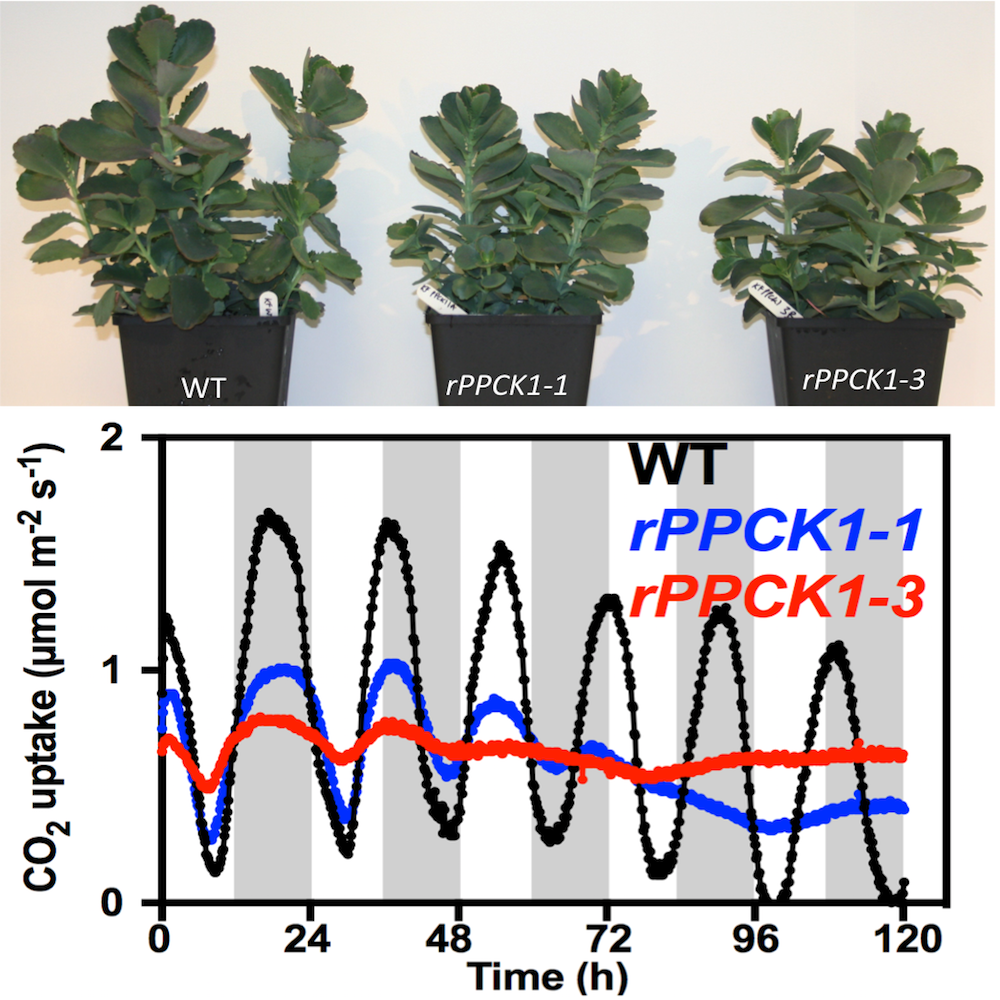 WT
rPPCK1-1
rPPCK1-3
2
WT
rPPCK1-1
rPPCK1-3
1
0
CO2 uptake (µmol m-2 s-1)
0 24 48 72 96 120
Time (h)